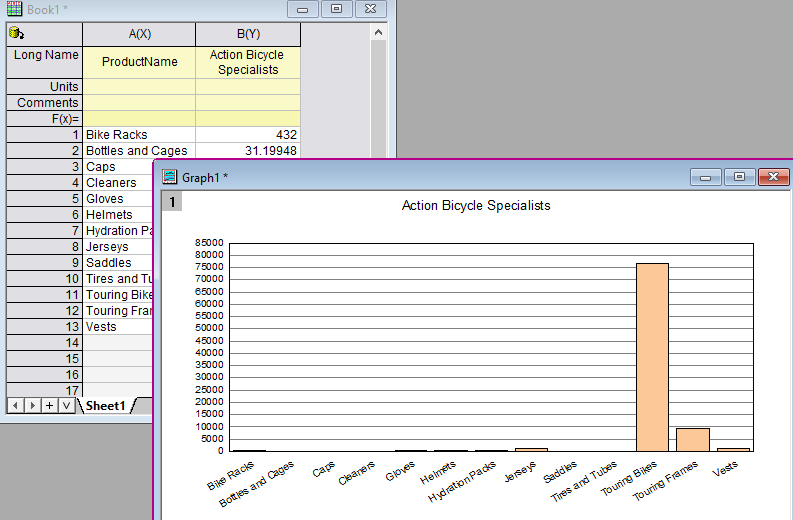 Book1 *
A(X) B(Y)
Long Name ProductName Action Bicycle Specialists
Units
Comments
F(x)=
1 Bike Racks 432
2 Bottles and Cages 31.19948
3 Caps
4 Cleaners
5 Gloves
6 Helmets
7 Hydration Pa
8 Jerseys
9 Saddles
10 Tires and Tu
11 Touring Bike
12 Touring Fra
13 Vests
14
15
16
17
Sheet1
Graph1 *
1
Action Bicycle Specialists
85000
80000
75000
70000
65000
60000
55000
50000
45000
40000
35000
30000
25000
20000
15000
10000
5000
0
Bike Racks
Bottles and Cages
Caps
Cleaners
Gloves
Helmets
Hydration Packs
Jerseys
Saddles
Tires and Tubes
Touring Bikes
Touring Frames
Vests